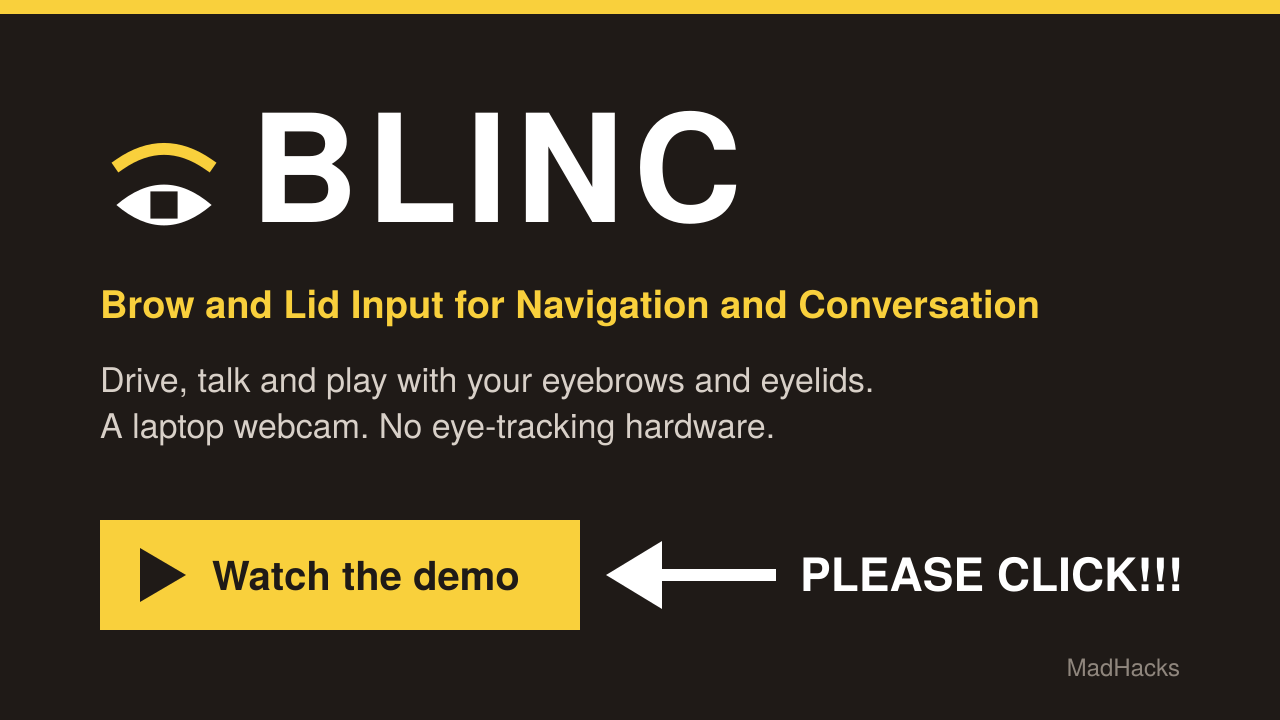 BLINC
Brow and Lid Input for Navigation and Conversation
Drive, talk and play with your eyebrows and eyelids.
A laptop webcam. No eye-tracking hardware.
Watch the demo
PLEASE CLICK!!!
MadHacks